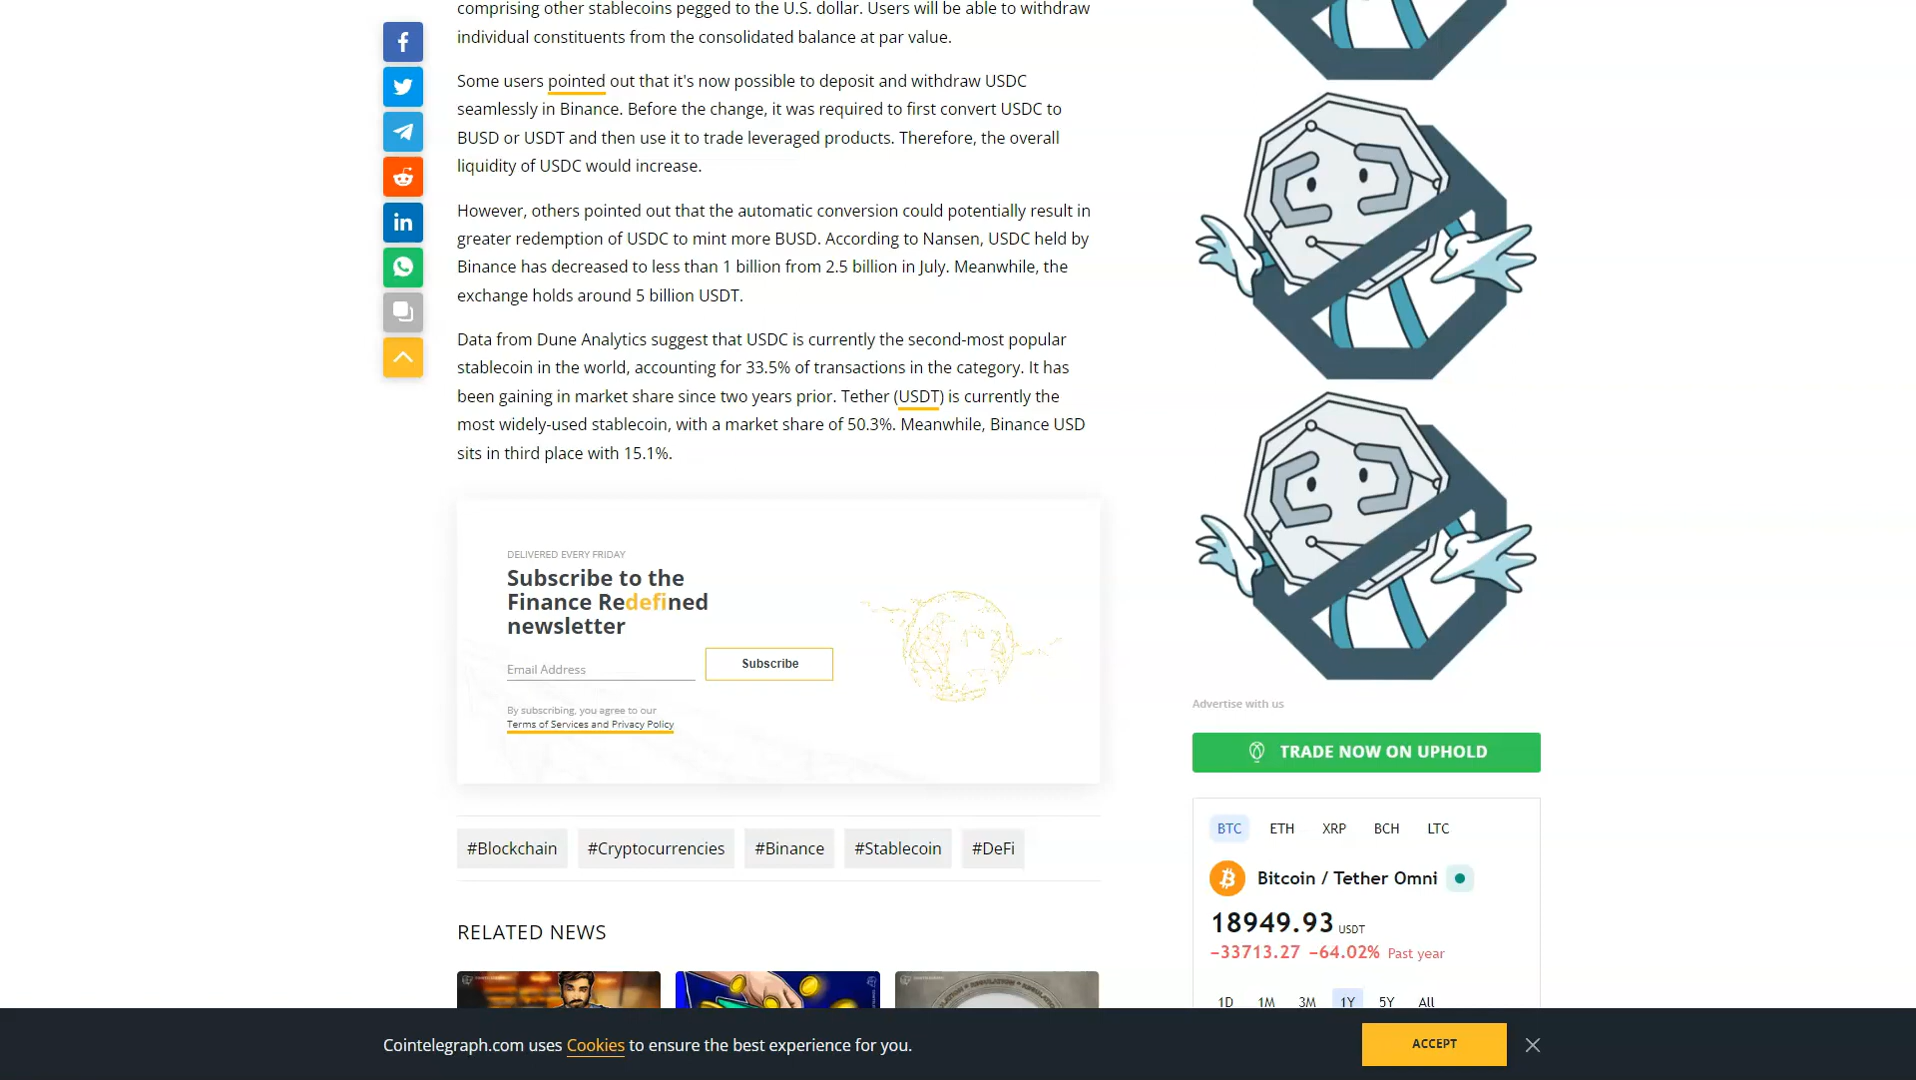 comprising other stablecoins pegged to the U.S. dollar. Users will be able to withdraw
individual constituents from the consolidated balance at par value.
Some users pointed out that it's now possible to deposit and withdraw USDC
seamlessly in Binance. Before the change, it was required to first convert USDC to
BUSD or USDT and then use it to trade leveraged products. Therefore, the overall
liquidity of USDC would increase.
However, others pointed out that the automatic conversion could potentially result in
greater redemption of USDC to mint more BUSD. According to Nansen, USDC held by
Binance has decreased to less than 1 billion from 2.5 billion in July. Meanwhile, the
exchange holds around 5 billion USDT.
Data from Dune Analytics suggest that USDC is currently the second-most popular
stablecoin in the world, accounting for 33.5% of transactions in the category. It has
been gaining in market share since two years prior. Tether (USDT) is currently the
most widely-used stablecoin, with a market share of 50.3%. Meanwhile, Binance USD
sits in third place with 15.1%.
DELIVERED EVERY FRIDAY
Subscribe to the
Finance Redefined
newsletter
Email Address
Subscribe
By subscribing, you agree to our
Terms of Services and Privacy Policy
#Blockchain #Cryptocurrencies #Binance #Stablecoin #DeFi
RELATED NEWS
Advertise with us
TRADE NOW ON UPHOLD
BTC ETH XRP BCH LTC
Bitcoin / Tether Omni
18949.93 USDT
−33713.27 −64.02% Past year
1D 1M 3M 1Y 5Y All
Cointelegraph.com uses Cookies to ensure the best experience for you.
ACCEPT